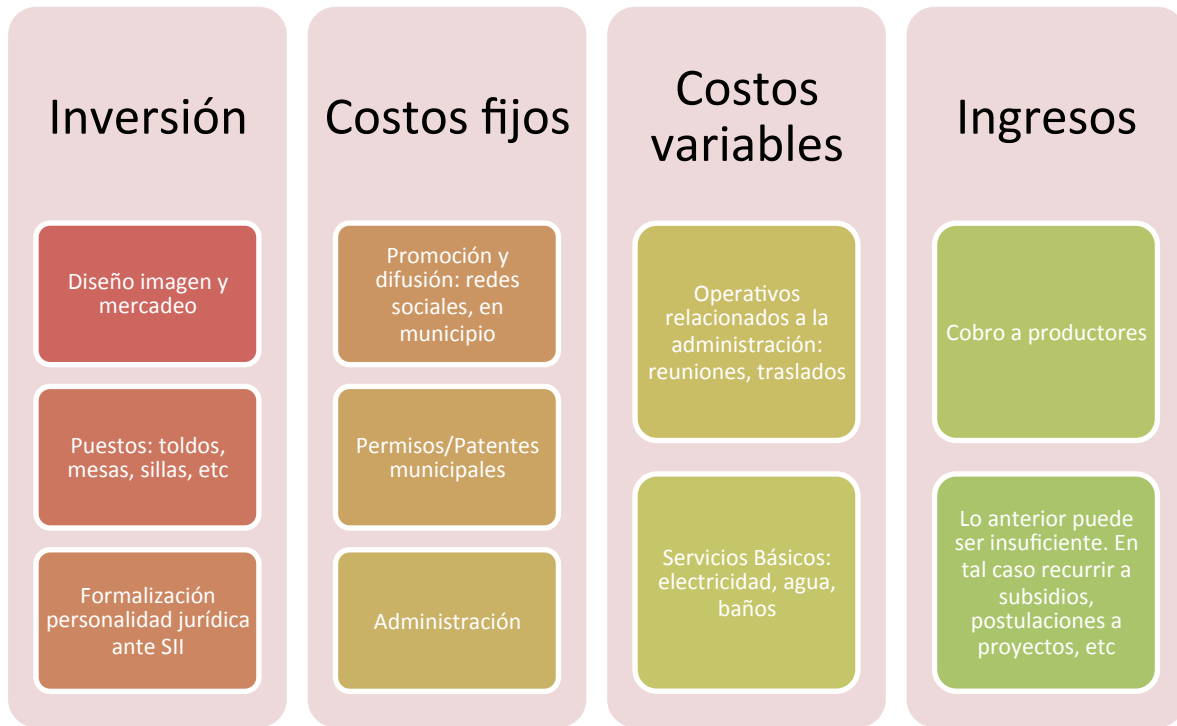 Inversión
Diseño imagen y
mercadeo
Puestos: toldos,
mesas, sillas, etc
Formalización
personalidad jurídica
ante SII
Costos fijos
Promoción y
difusión: redes
sociales, en
municipio
Permisos/Patentes
municipales
Administración
Costos
variables
Operativos
relacionados a la
administración:
reuniones, traslados
Servicios Básicos:
electricidad, agua,
baños
Ingresos
Cobro a productores
Lo anterior puede
ser insuficiente. En
tal caso recurrir a
subsidios,
postulaciones a
proyectos, etc